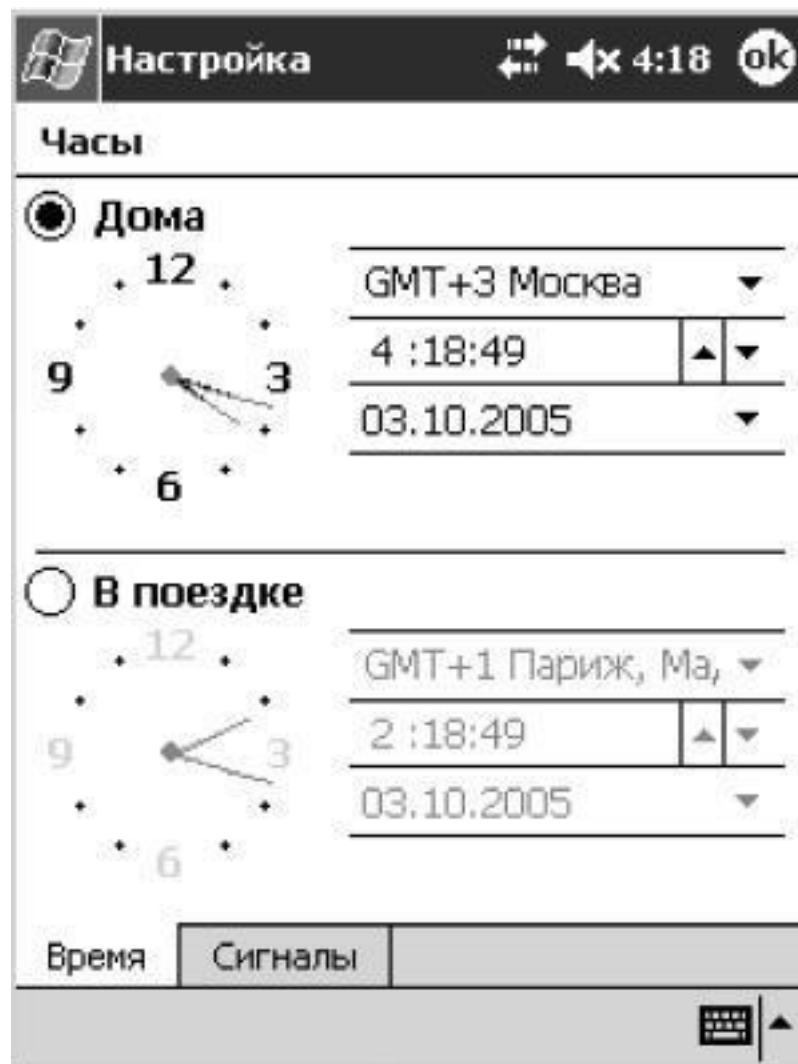 Настройка 4:18 ok
Часы
Дома
12
9
3
6
GMT+3 Москва
4 :18:49
03.10.2005
В поездке
12
9
3
6
GMT+1 Париж, Ма,
2 :18:49
03.10.2005
Время Сигналы